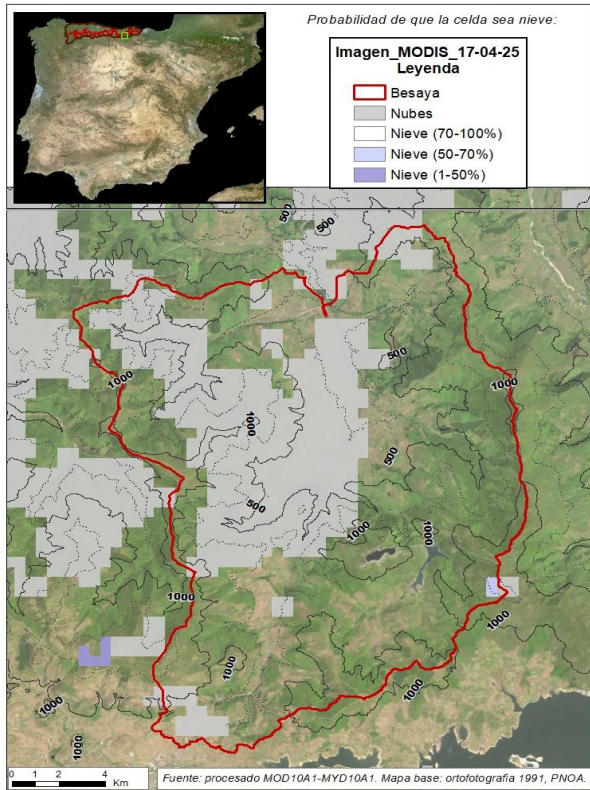 Probabilidad de que la celda sea nieve:
Imagen_MODIS_17-04-25
Leyenda
Besaya
Nubes
Nieve (70-100%)
Nieve (50-70%)
Nieve (1-50%)
500
500
500
1000
1000
1000
500
500
1000
1000
1000
1000
1000
1000
1000
1000
0 1 2 4
Km
Fuente: procesado MOD10A1-MYD10A1. Mapa base: ortofotografía 1991, PNOA.